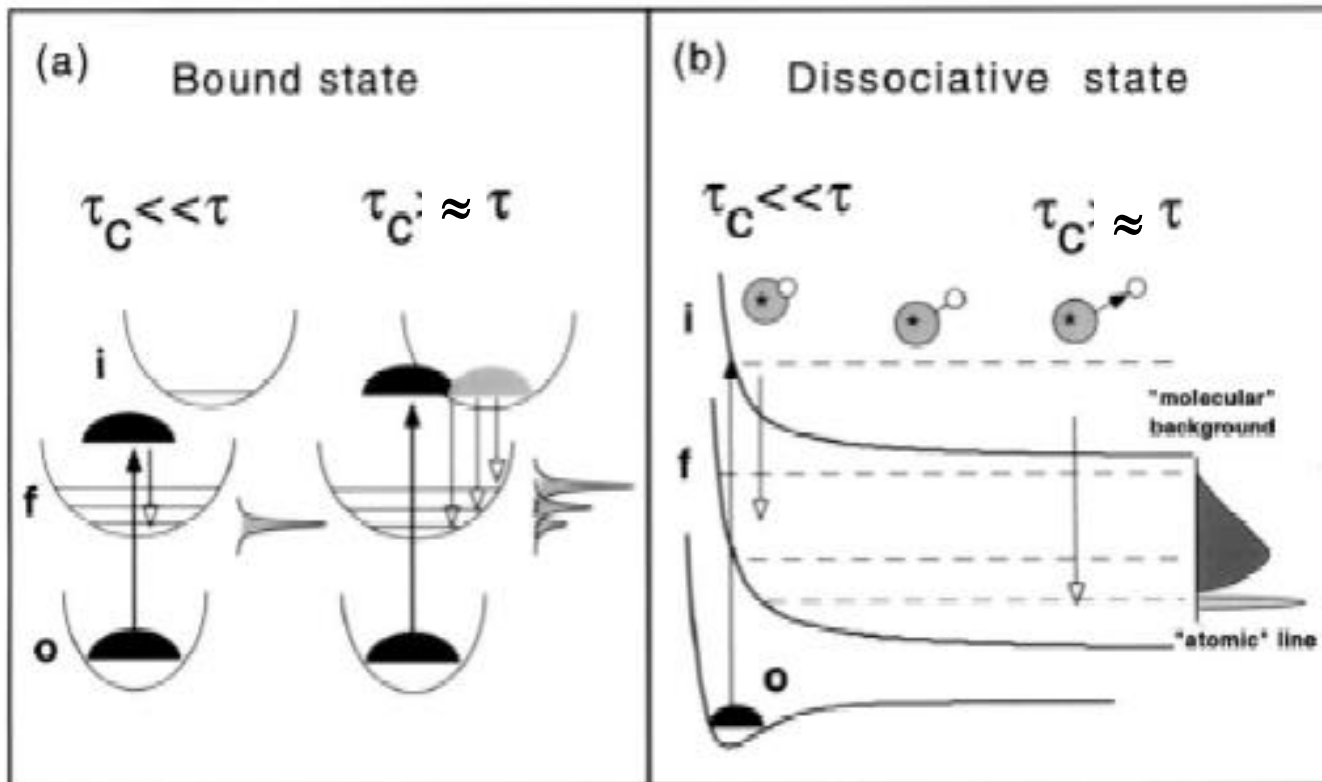 (a) Bound state
τC<<τ τC> ≈ τ
i
f
o
(b) Dissociative state
τC<<τ τC> ≈ τ
i
f
o
"molecular"
background
"atomic" line